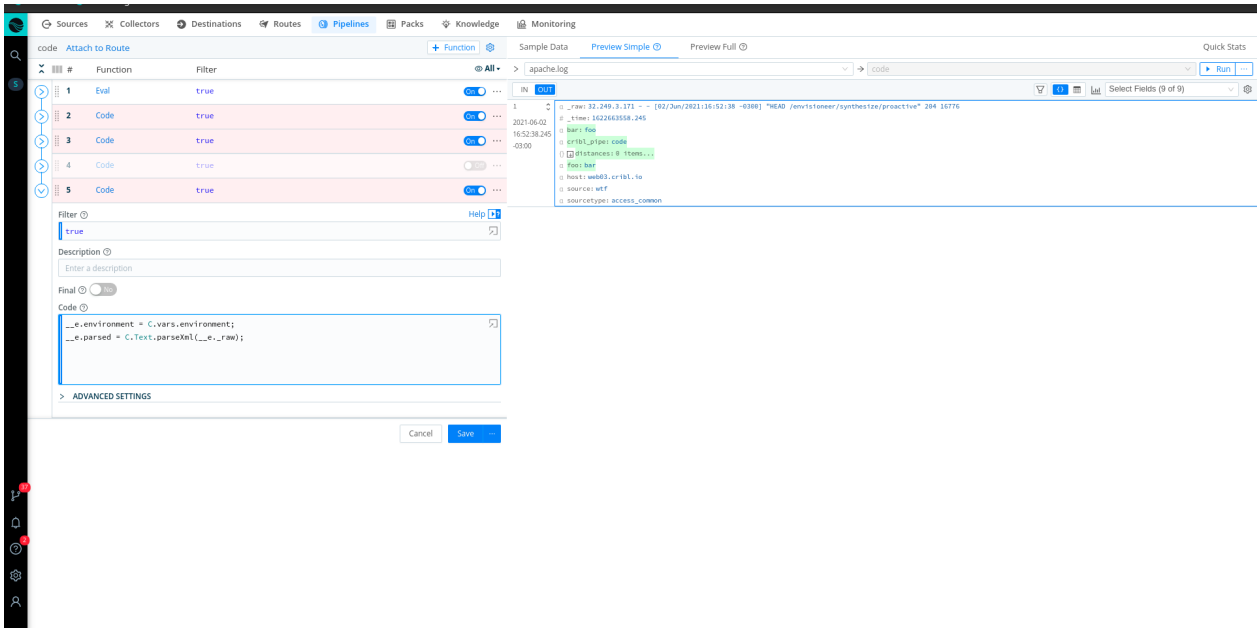 Sources Collectors Destinations Routes Pipelines Packs Knowledge Monitoring
code Attach to Route + Function
Sample Data Preview Simple Preview Full Quick Stats
# Function Filter All
> apache.log → code Run ...
S
1 Eval true On ...
2 Code true On ...
3 Code true On ...
4 Code true Off ...
5 Code true On ...
IN OUT Select Fields (9 of 9)
1
2021-06-02
16:52:38.245
-03:00
α _raw: 32.249.3.171 - - [02/Jun/2021:16:52:38 -0300] "HEAD /envisioneer/synthesize/proactive" 204 16776
# _time: 1622663558.245
α bar: foo
α cribl_pipe: code
{} distances: 0 items...
α foo: bar
α host: web03.cribl.io
α source: wtf
α sourcetype: access_common
Filter Help
true
Description
Enter a description
Final No
Code
__e.environment = C.vars.environment;
__e.parsed = C.Text.parseXml(__e._raw);
> ADVANCED SETTINGS
Cancel Save ...
37
2